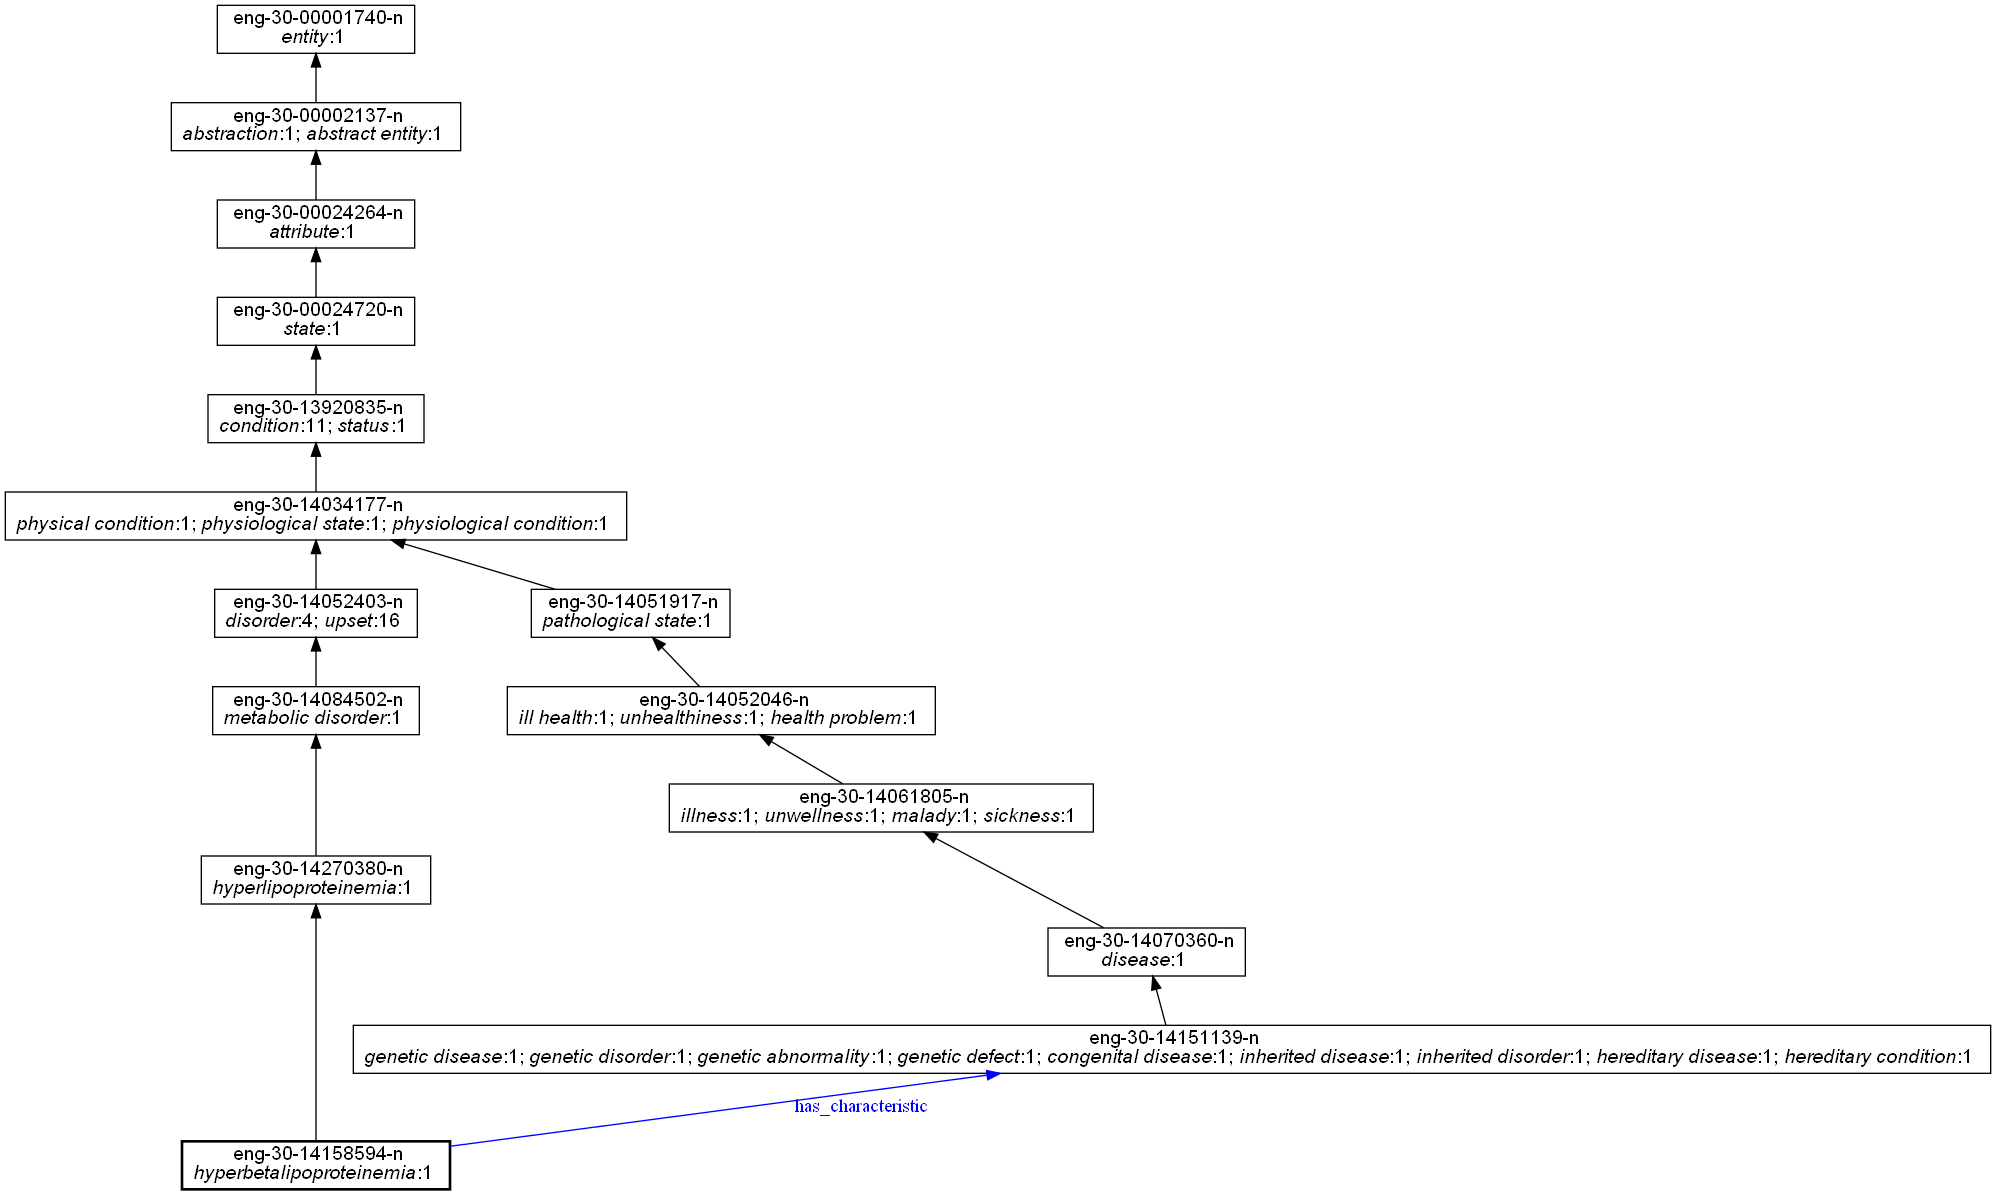 eng-30-00001740-n
entity:1
eng-30-00002137-n
abstraction:1; abstract entity:1
eng-30-00024264-n
attribute:1
eng-30-00024720-n
state:1
eng-30-13920835-n
condition:11; status:1
eng-30-14034177-n
physical condition:1; physiological state:1; physiological condition:1
eng-30-14052403-n
disorder:4; upset:16
eng-30-14051917-n
pathological state:1
eng-30-14084502-n
metabolic disorder:1
eng-30-14052046-n
ill health:1; unhealthiness:1; health problem:1
eng-30-14061805-n
illness:1; unwellness:1; malady:1; sickness:1
eng-30-14270380-n
hyperlipoproteinemia:1
eng-30-14070360-n
disease:1
eng-30-14151139-n
genetic disease:1; genetic disorder:1; genetic abnormality:1; genetic defect:1; congenital disease:1; inherited disease:1; inherited disorder:1; hereditary disease:1; hereditary condition:1
has_characteristic
eng-30-14158594-n
hyperbetalipoproteinemia:1